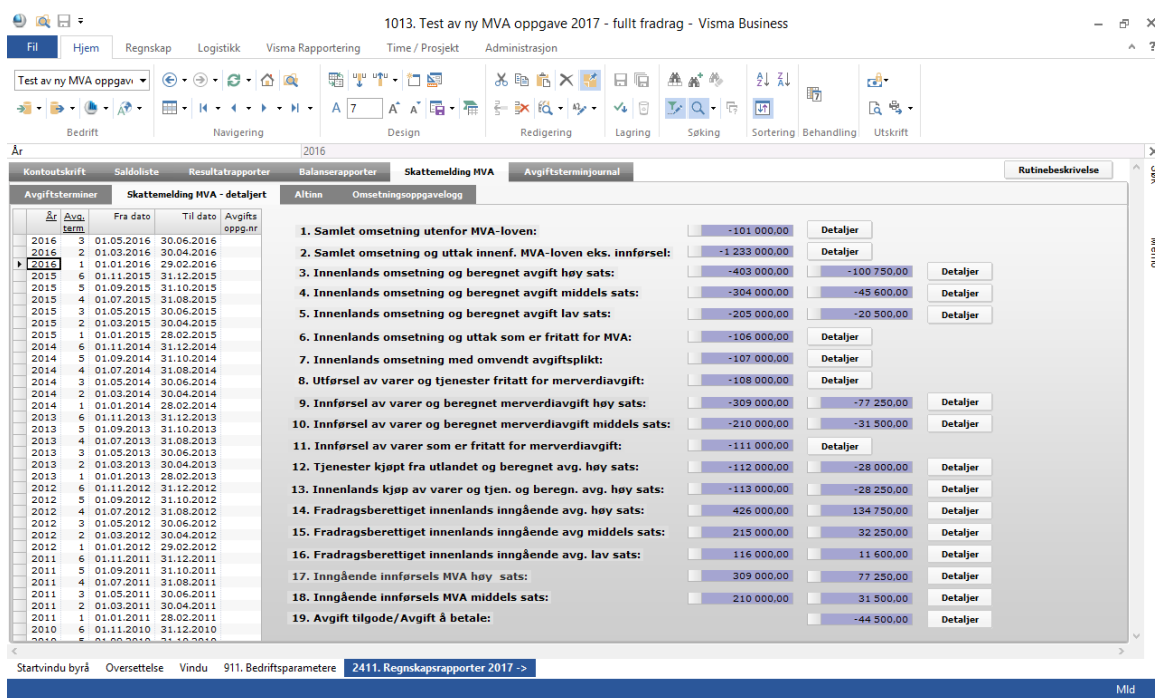 1013. Test av ny MVA oppgave 2017 - fullt fradrag - Visma Business
Fil Hjem Regnskap Logistikk Visma Rapportering Time / Prosjekt Administrasjon
Test av ny MVA oppgave
A 7
Bedrift Navigering Design Redigering Lagring Søking Sortering Behandling Utskrift
År 2016
Kontoutskrift Saldoliste Resultatrapporter Balanserapporter Skattemelding MVA Avgiftsterminjournal Rutinebeskrivelse
Avgiftsterminer Skattemelding MVA - detaljert Altinn Omsetningsoppgavelogg
År Avg. term Fra dato Til dato Avgifts oppg.nr
2016 3 01.05.2016 30.06.2016
2016 2 01.03.2016 30.04.2016
2016 1 01.01.2016 29.02.2016
2015 6 01.11.2015 31.12.2015
2015 5 01.09.2015 31.10.2015
2015 4 01.07.2015 31.08.2015
2015 3 01.05.2015 30.06.2015
2015 2 01.03.2015 30.04.2015
2015 1 01.01.2015 28.02.2015
2014 6 01.11.2014 31.12.2014
2014 5 01.09.2014 31.10.2014
2014 4 01.07.2014 31.08.2014
2014 3 01.05.2014 30.06.2014
2014 2 01.03.2014 30.04.2014
2014 1 01.01.2014 28.02.2014
2013 6 01.11.2013 31.12.2013
2013 5 01.09.2013 31.10.2013
2013 4 01.07.2013 31.08.2013
2013 3 01.05.2013 30.06.2013
2013 2 01.03.2013 30.04.2013
2013 1 01.01.2013 28.02.2013
2012 6 01.11.2012 31.12.2012
2012 5 01.09.2012 31.10.2012
2012 4 01.07.2012 31.08.2012
2012 3 01.05.2012 30.06.2012
2012 2 01.03.2012 30.04.2012
2012 1 01.01.2012 29.02.2012
2011 6 01.11.2011 31.12.2011
2011 5 01.09.2011 31.10.2011
2011 4 01.07.2011 31.08.2011
2011 3 01.05.2011 30.06.2011
2011 2 01.03.2011 30.04.2011
2011 1 01.01.2011 28.02.2011
2010 6 01.11.2010 31.12.2010
2010 5 01.09.2010 31.10.2010
1. Samlet omsetning utenfor MVA-loven: -101 000,00 Detaljer
2. Samlet omsetning og uttak innenf. MVA-loven eks. innførsel: -1 233 000,00 Detaljer
3. Innenlands omsetning og beregnet avgift høy sats: -403 000,00 -100 750,00 Detaljer
4. Innenlands omsetning og beregnet avgift middels sats: -304 000,00 -45 600,00 Detaljer
5. Innenlands omsetning og beregnet avgift lav sats: -205 000,00 -20 500,00 Detaljer
6. Innenlands omsetning og uttak som er fritatt for MVA: -106 000,00 Detaljer
7. Innenlands omsetning med omvendt avgiftsplikt: -107 000,00 Detaljer
8. Utførsel av varer og tjenester fritatt for merverdiavgift: -108 000,00 Detaljer
9. Innførsel av varer og beregnet merverdiavgift høy sats: -309 000,00 -77 250,00 Detaljer
10. Innførsel av varer og beregnet merverdiavgift middels sats: -210 000,00 -31 500,00 Detaljer
11. Innførsel av varer som er fritatt for merverdiavgift: -111 000,00 Detaljer
12. Tjenester kjøpt fra utlandet og beregnet avg. høy sats: -112 000,00 -28 000,00 Detaljer
13. Innenlands kjøp av varer og tjen. og beregn. avg. høy sats: -113 000,00 -28 250,00 Detaljer
14. Fradragsberettiget innenlands inngående avg. høy sats: 426 000,00 134 750,00 Detaljer
15. Fradragsberettiget innenlands inngående avg middels sats: 215 000,00 32 250,00 Detaljer
16. Fradragsberettiget innenlands inngående avg. lav sats: 116 000,00 11 600,00 Detaljer
17. Inngående innførsels MVA høy sats: 309 000,00 77 250,00 Detaljer
18. Inngående innførsels MVA middels sats: 210 000,00 31 500,00 Detaljer
19. Avgift tilgode/Avgift å betale: -44 500,00 Detaljer
Startvindu byrå Oversettelse Vindu 911. Bedriftsparametere 2411. Regnskapsrapporter 2017 ->
Mld